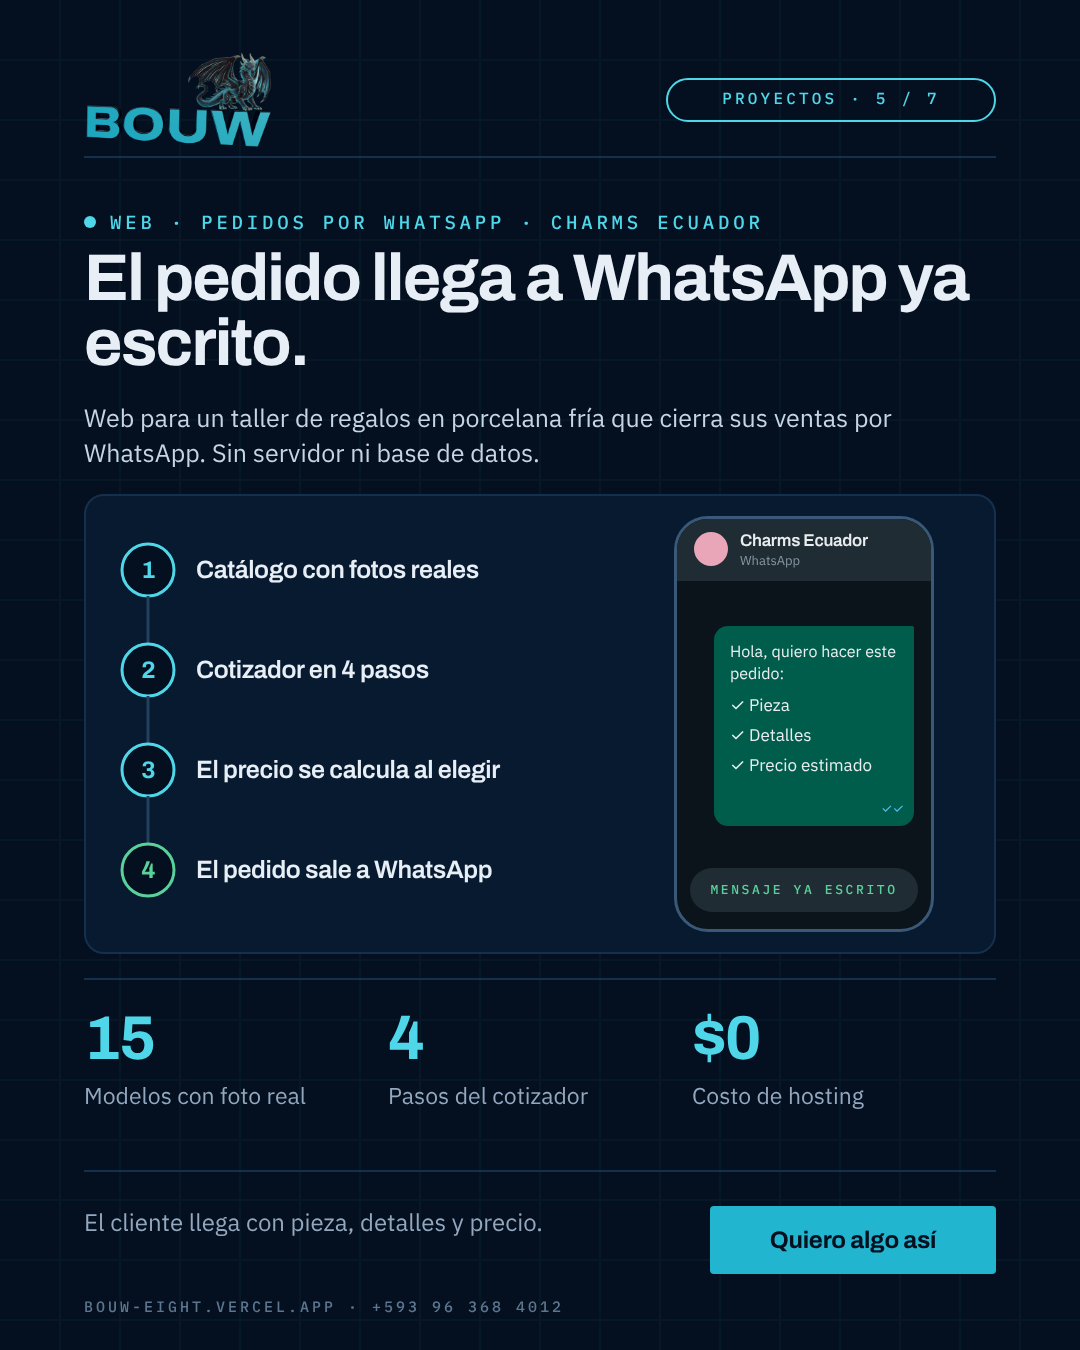 BOUW
PROYECTOS · 5 / 7
WEB · PEDIDOS POR WHATSAPP · CHARMS ECUADOR
El pedido llega a WhatsApp ya
escrito.
Web para un taller de regalos en porcelana fría que cierra sus ventas por
WhatsApp. Sin servidor ni base de datos.
1 Catálogo con fotos reales
2 Cotizador en 4 pasos
3 El precio se calcula al elegir
4 El pedido sale a WhatsApp
Charms Ecuador
WhatsApp
Hola, quiero hacer este
pedido:
✓ Pieza
✓ Detalles
✓ Precio estimado
✓✓
MENSAJE YA ESCRITO
15
Modelos con foto real
4
Pasos del cotizador
$0
Costo de hosting
El cliente llega con pieza, detalles y precio.
Quiero algo así
BOUW-EIGHT.VERCEL.APP · +593 96 368 4012